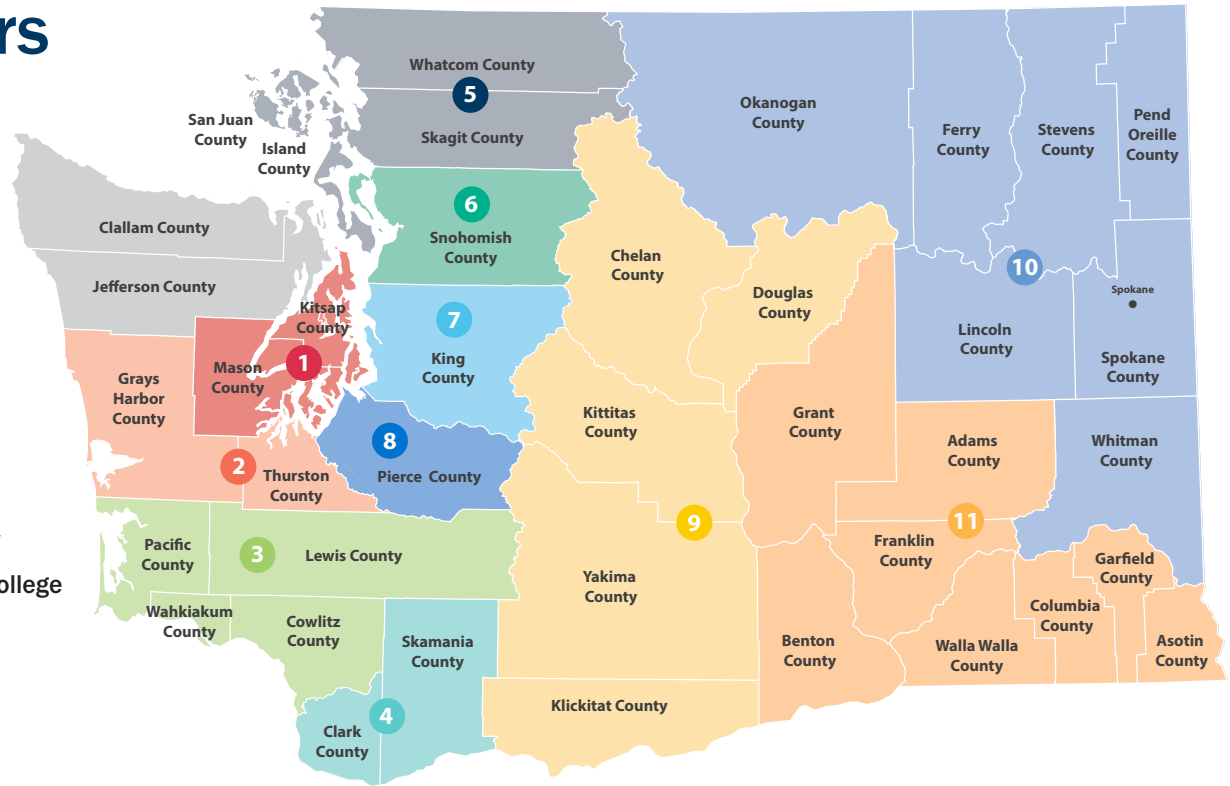 rs
ollege
Whatcom County
5
San Juan
County
Island
County
Skagit County
Okanogan
County
Ferry
County
Stevens
County
Pend
Oreille
County
Clallam County
6
Snohomish
County
Chelan
County
Jefferson County
10
Kitsap
County
7
King
County
Douglas
County
Spokane
Lincoln
County
Spokane
County
Mason
County
1
Grays
Harbor
County
Kittitas
County
Grant
County
Adams
County
Whitman
County
8
Pierce County
2
Thurston
County
9
11
Pacific
County
3
Lewis County
Franklin
County
Garfield
County
Yakima
County
Wahkiakum
County
Cowlitz
County
Skamania
County
Benton
County
Walla Walla
County
Columbia
County
Asotin
County
Klickitat County
4
Clark
County